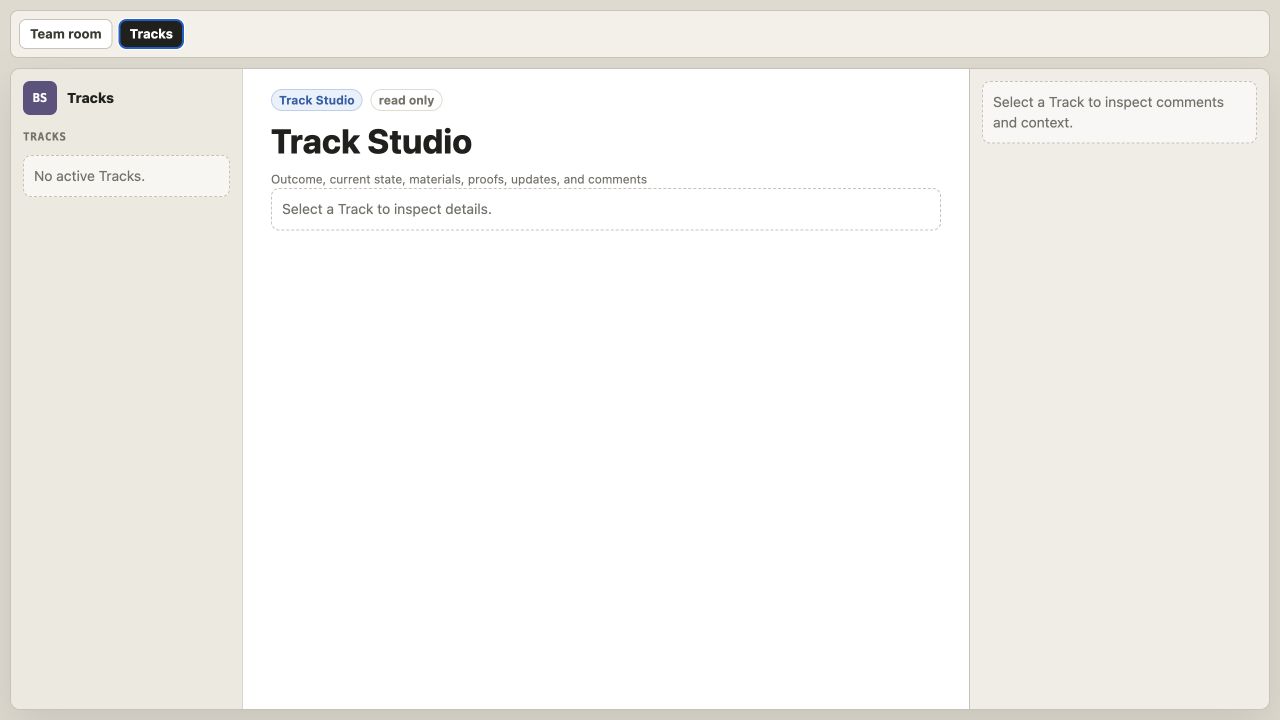 Team room
Tracks
BS
Tracks
TRACKS
No active Tracks.
Track Studio
read only
Track Studio
Outcome, current state, materials, proofs, updates, and comments
Select a Track to inspect details.
Select a Track to inspect comments
and context.